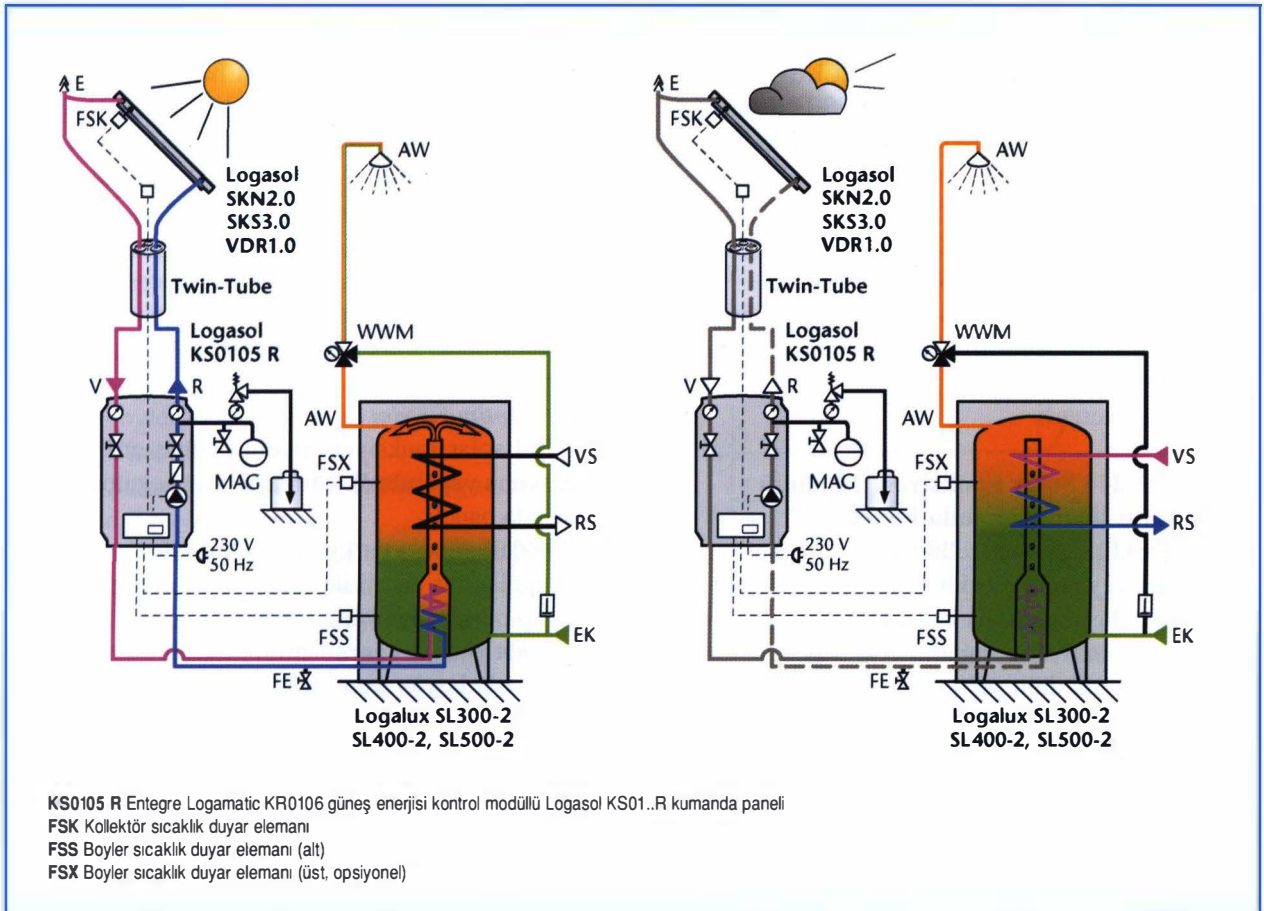 E
FSK
AW
Logasol
SKN2.0
SKS3.0
VDR1.0
Twin-Tube
Logasol
KS0105 R
WWM
V
R
AW
FSX
VS
MAG
RS
230 V
50 Hz
FSS
EK
FE
Logalux SL300-2
SL400-2, SL500-2
E
FSK
AW
Logasol
SKN2.0
SKS3.0
VDR1.0
Twin-Tube
Logasol
KS0105 R
WWM
V
R
AW
FSX
VS
MAG
RS
230 V
50 Hz
FSS
EK
FE
Logalux SL300-2
SL400-2, SL500-2
KS0105 R Entegre Logamatic KR0106 güneş enerjisi kontrol modüllü Logasol KS01..R kumanda paneli
FSK Kollektör sıcaklık duyar elemanı
FSS Boyler sıcaklık duyar elemanı (alt)
FSX Boyler sıcaklık duyar elemanı (üst, opsiyonel)